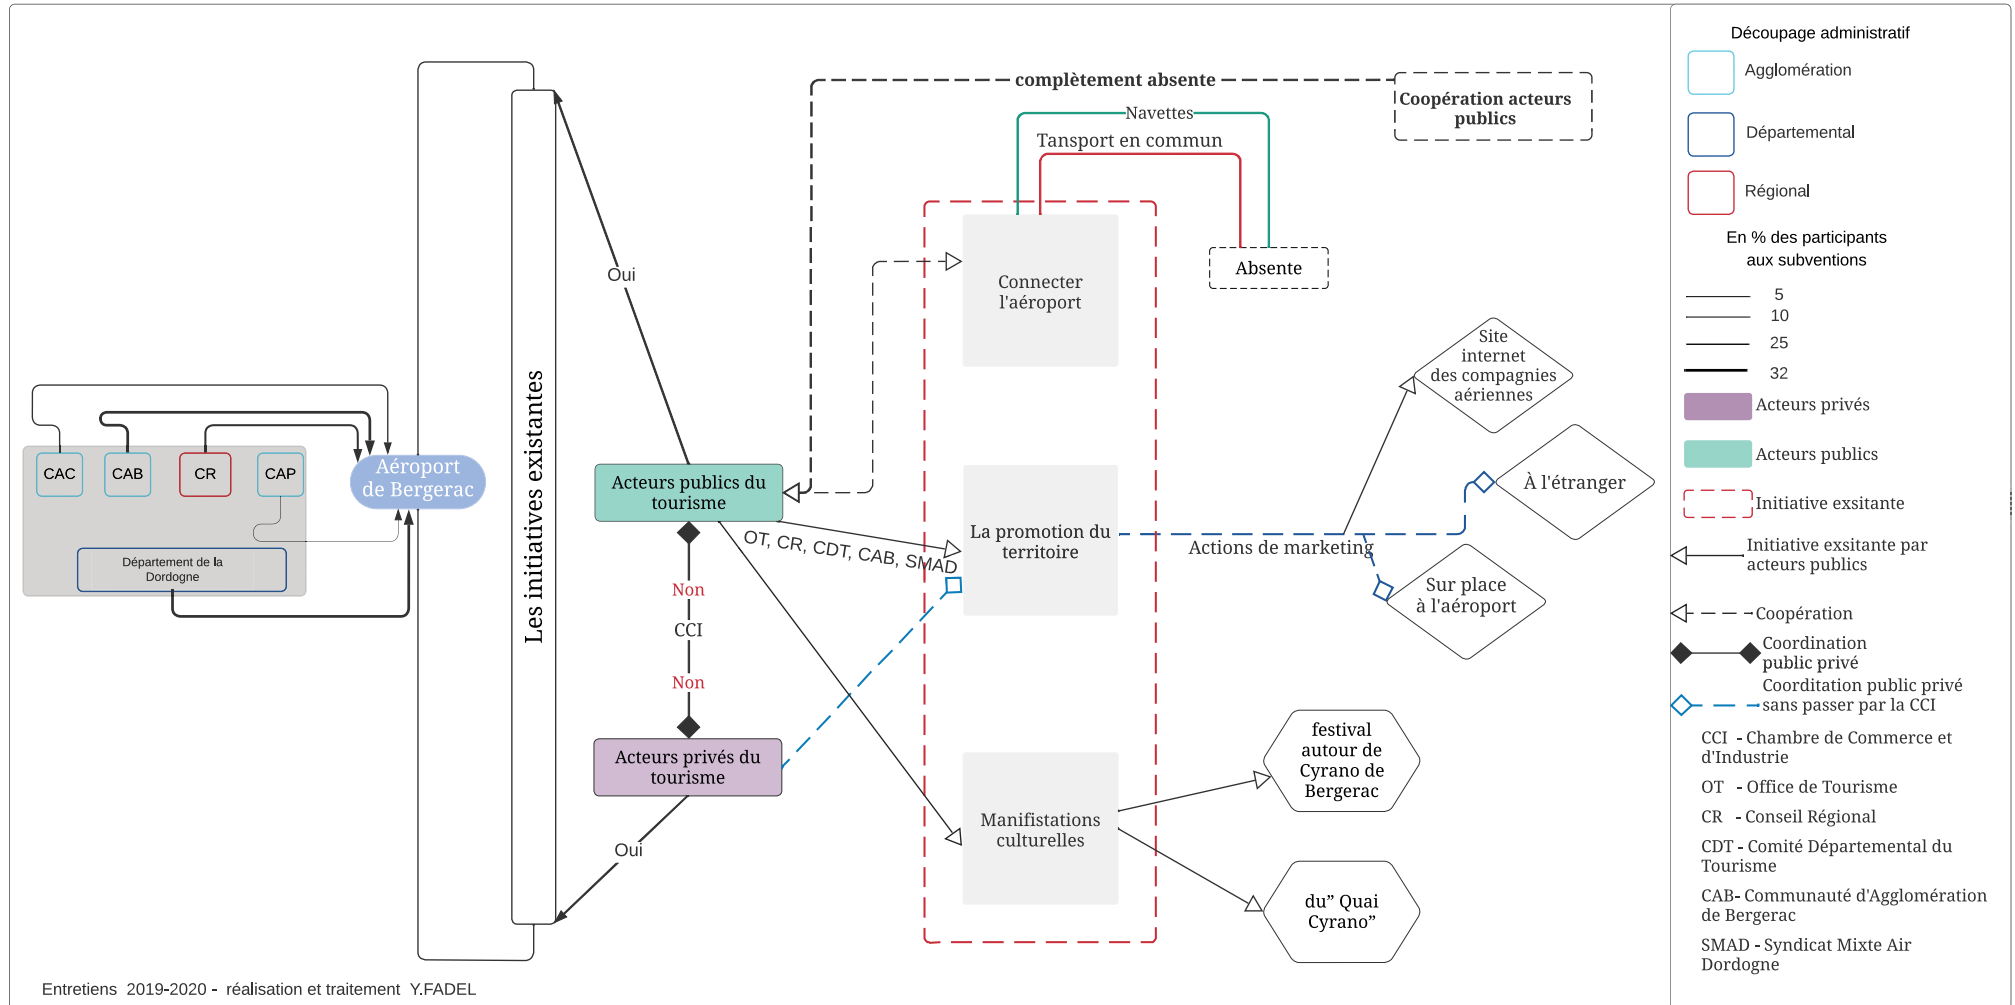 complètement absente
Coopération acteurs
publics
Navettes
Tansport en commun
Absente
Oui
Connecter
l'aéroport
Les initiatives existantes
CAC
CAB
CR
CAP
Aéroport
de Bergerac
Département de la
Dordogne
Acteurs publics du
tourisme
OT, CR, CDT, CAB, SMAD
La promotion du
territoire
Actions de marketing
Site
internet
des compagnies
aériennes
À l'étranger
Sur place
à l'aéroport
Non
CCI
Non
Acteurs privés du
tourisme
Oui
Manifistations
culturelles
festival
autour de
Cyrano de
Bergerac
du” Quai
Cyrano”
Entretiens 2019-2020 - réalisation et traitement Y.FADEL
Découpage administratif
Agglomération
Départemental
Régional
En % des participants
aux subventions
5
10
25
32
Acteurs privés
Acteurs publics
Initiative exsitante
Initiative exsitante par
acteurs publics
Coopération
Coordination
public privé
Coorditation public privé
sans passer par la CCI
CCI - Chambre de Commerce et
d'Industrie
OT - Office de Tourisme
CR - Conseil Régional
CDT - Comité Départemental du
Tourisme
CAB- Communauté d'Agglomération
de Bergerac
SMAD - Syndicat Mixte Air
Dordogne